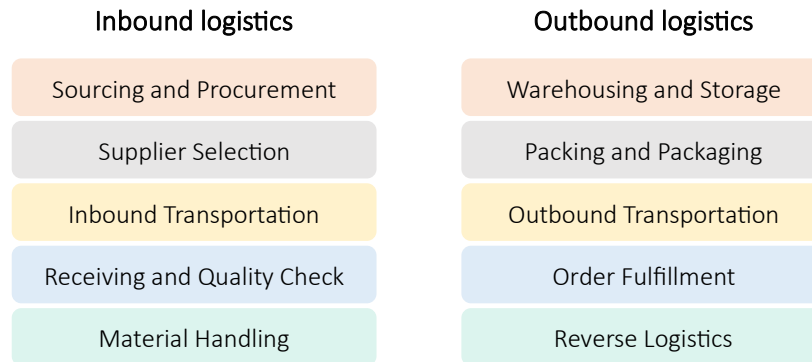 Inbound logistics
Sourcing and Procurement
Supplier Selection
Inbound Transportation
Receiving and Quality Check
Material Handling
Outbound logistics
Warehousing and Storage
Packing and Packaging
Outbound Transportation
Order Fulfillment
Reverse Logistics